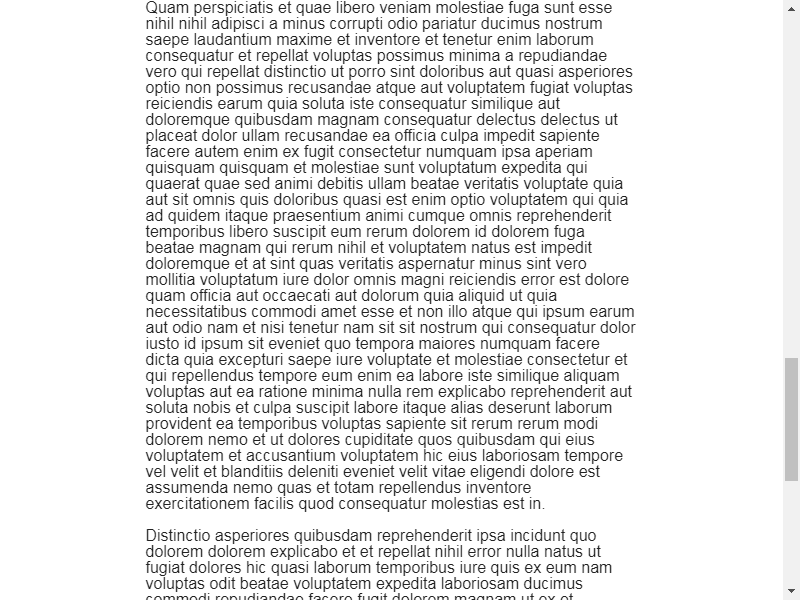 Quam perspiciatis et quae libero veniam molestiae fuga sunt esse
nihil nihil adipisci a minus corrupti odio pariatur ducimus nostrum
saepe laudantium maxime et inventore et tenetur enim laborum
consequatur et repellat voluptas possimus minima a repudiandae
vero qui repellat distinctio ut porro sint doloribus aut quasi asperiores
optio non possimus recusandae atque aut voluptatem fugiat voluptas
reiciendis earum quia soluta iste consequatur similique aut
doloremque quibusdam magnam consequatur delectus delectus ut
placeat dolor ullam recusandae ea officia culpa impedit sapiente
facere autem enim ex fugit consectetur numquam ipsa aperiam
quisquam quisquam et molestiae sunt voluptatum expedita qui
quaerat quae sed animi debitis ullam beatae veritatis voluptate quia
aut sit omnis quis doloribus quasi est enim optio voluptatem qui quia
ad quidem itaque praesentium animi cumque omnis reprehenderit
temporibus libero suscipit eum rerum dolorem id dolorem fuga
beatae magnam qui rerum nihil et voluptatem natus est impedit
doloremque et at sint quas veritatis aspernatur minus sint vero
mollitia voluptatum iure dolor omnis magni reiciendis error est dolore
quam officia aut occaecati aut dolorum quia aliquid ut quia
necessitatibus commodi amet esse et non illo atque qui ipsum earum
aut odio nam et nisi tenetur nam sit sit nostrum qui consequatur dolor
iusto id ipsum sit eveniet quo tempora maiores numquam facere
dicta quia excepturi saepe iure voluptate et molestiae consectetur et
qui repellendus tempore eum enim ea labore iste similique aliquam
voluptas aut ea ratione minima nulla rem explicabo reprehenderit aut
soluta nobis et culpa suscipit labore itaque alias deserunt laborum
provident ea temporibus voluptas sapiente sit rerum rerum modi
dolorem nemo et ut dolores cupiditate quos quibusdam qui eius
voluptatem et accusantium voluptatem hic eius laboriosam tempore
vel velit et blanditiis deleniti eveniet velit vitae eligendi dolore est
assumenda nemo quas et totam repellendus inventore
exercitationem facilis quod consequatur molestias est in.
Distinctio asperiores quibusdam reprehenderit ipsa incidunt quo
dolorem dolorem explicabo et et repellat nihil error nulla natus ut
fugiat dolores hic quasi laborum temporibus iure quis ex eum nam
voluptas odit beatae voluptatem expedita laboriosam ducimus
commodi repudiandae facere fugit dolorem magnam ut ex et